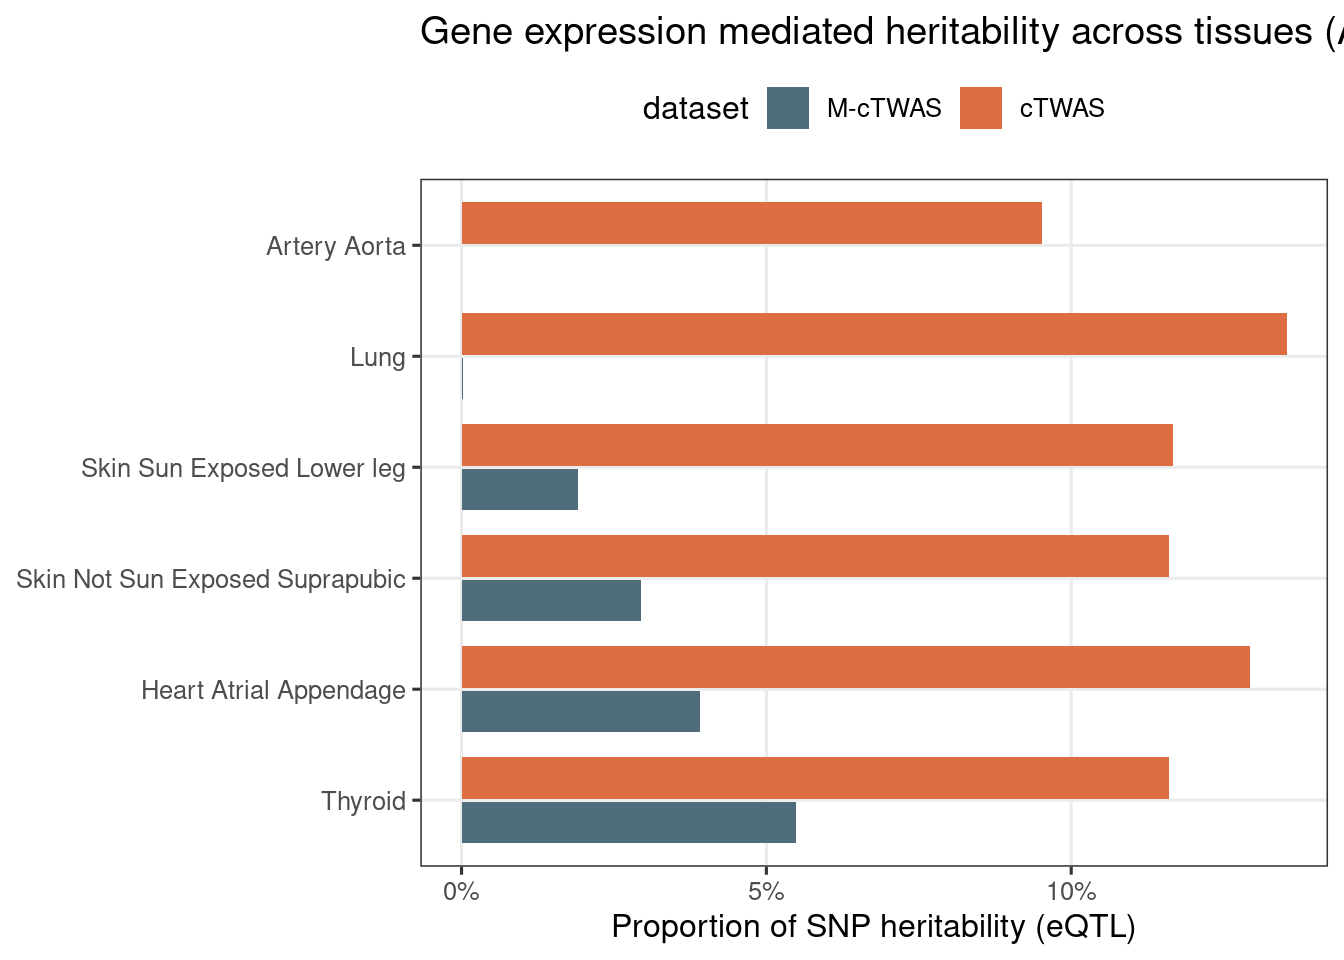 Gene expression mediated heritability across tissues (
dataset M-cTWAS cTWAS
Artery Aorta
Lung
Skin Sun Exposed Lower leg
Skin Not Sun Exposed Suprapubic
Heart Atrial Appendage
Thyroid
0% 5% 10%
Proportion of SNP heritability (eQTL)